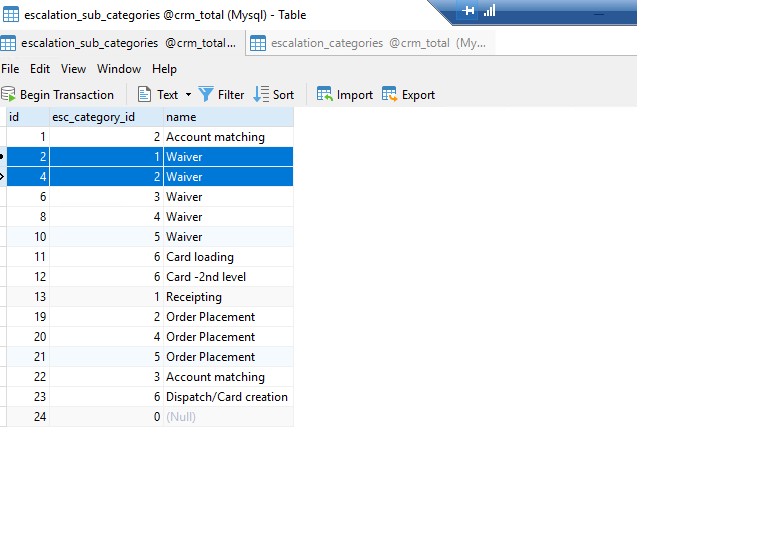 escalation_sub_categories @crm_total (Mysql) - Table
escalation_sub_categories @crm_total... escalation_categories @crm_total (My...
File Edit View Window Help
Begin Transaction Text Filter Sort Import Export
id esc_category_id name
1 2 Account matching
2 1 Waiver
4 2 Waiver
6 3 Waiver
8 4 Waiver
10 5 Waiver
11 6 Card loading
12 6 Card -2nd level
13 1 Receipting
19 2 Order Placement
20 4 Order Placement
21 5 Order Placement
22 3 Account matching
23 6 Dispatch/Card creation
24 0 (Null)